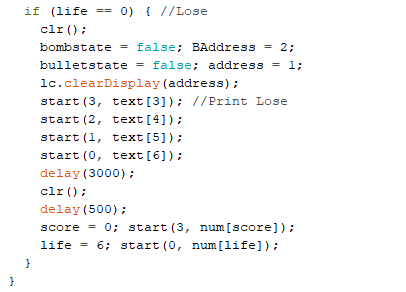 if (life == 0) { //Lose
clr();
bombstate = false; BAddress = 2;
bulletstate = false; address = 1;
lc.clearDisplay(address);
start(3, text[3]); //Print Lose
start(2, text[4]);
start(1, text[5]);
start(0, text[6]);
delay(3000);
clr();
delay(500);
score = 0; start(3, num[score]);
life = 6; start(0, num[life]);
}
}